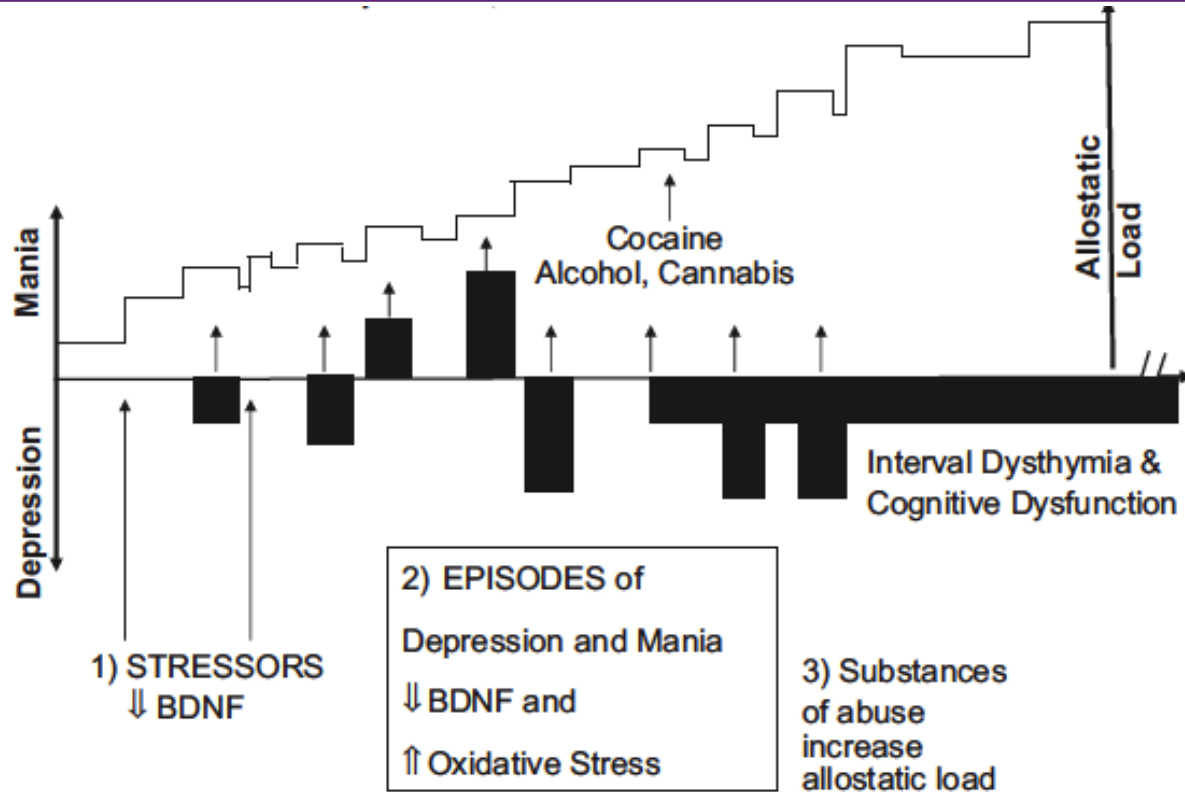 Mania
Depression
Allostatic
Load
Cocaine
Alcohol, Cannabis
Interval Dysthymia &
Cognitive Dysfunction
1) STRESSORS
⇓ BDNF
2) EPISODES of
Depression and Mania
⇓ BDNF and
⇑ Oxidative Stress
3) Substances
of abuse
increase
allostatic load